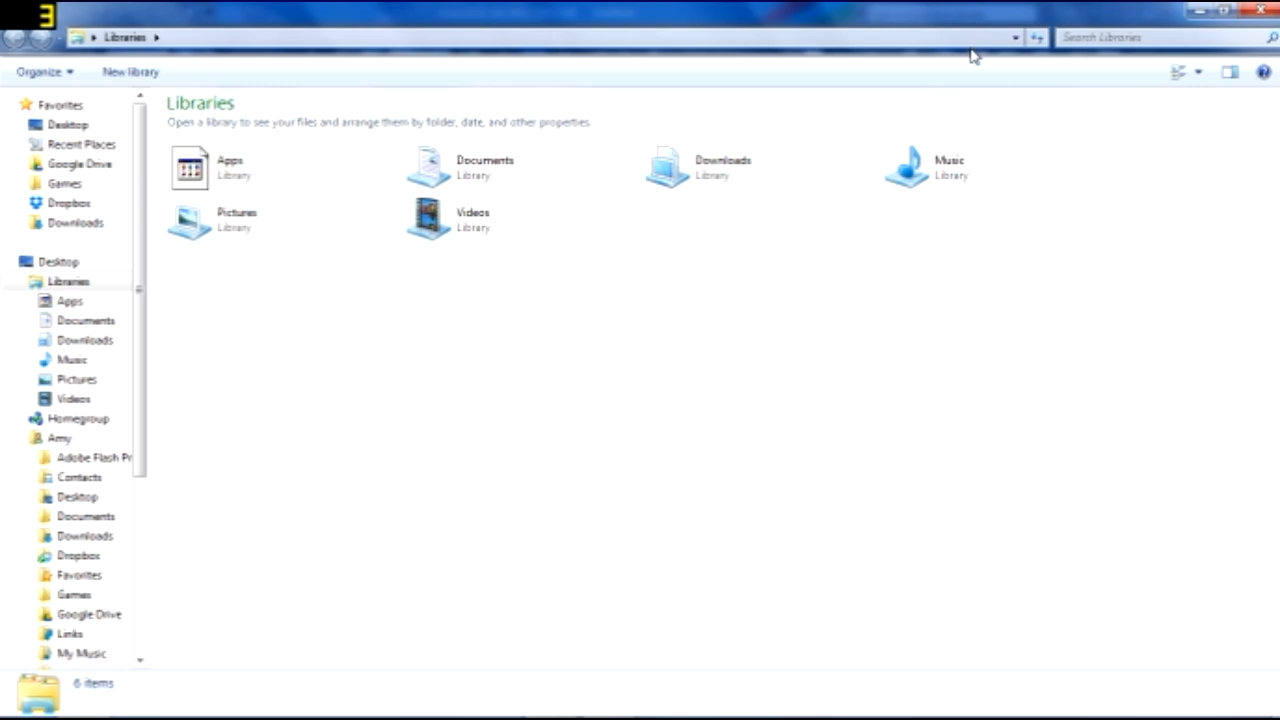 3
Libraries
Search Libraries
Organize
New library
Favorites
Desktop
Recent Places
Google Drive
Games
Dropbox
Downloads
Desktop
Libraries
Apps
Documents
Downloads
Music
Pictures
Videos
Homegroup
Amy
Adobe Flash Pr
Contacts
Desktop
Documents
Downloads
Dropbox
Favorites
Games
Google Drive
Links
My Music
Libraries
Open a library to see your files and arrange them by folder, date, and other properties.
Apps
Library
Documents
Library
Downloads
Library
Music
Library
Pictures
Library
Videos
Library
6 items